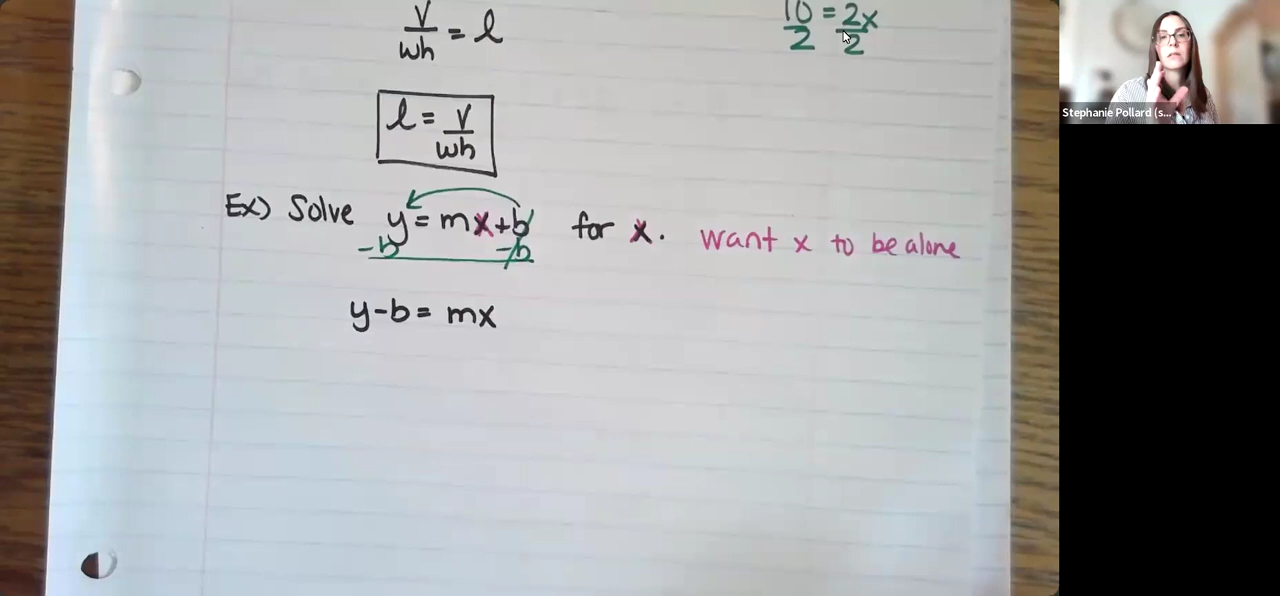 V/wh = l
10/2 = 2x/2
l = V/wh
Ex) Solve y = mx+b for x. want x to be alone
-b -b
y-b = mx
Stephanie Pollard (s...